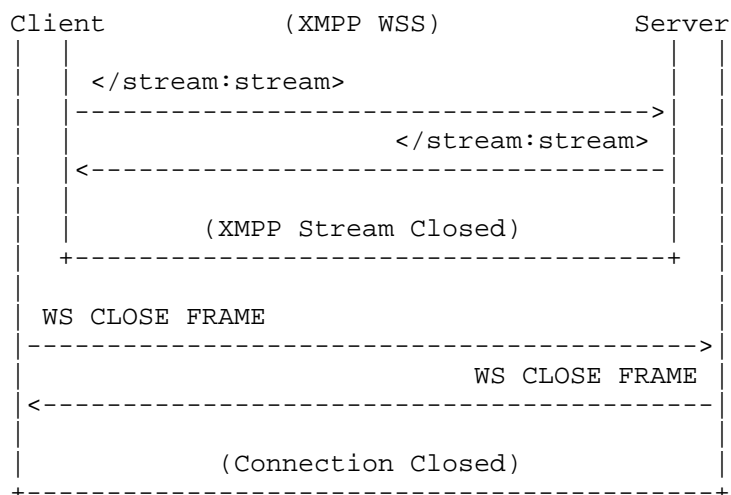 Client (XMPP WSS) Server
</stream:stream>
</stream:stream>
(XMPP Stream Closed)
WS CLOSE FRAME
WS CLOSE FRAME
(Connection Closed)